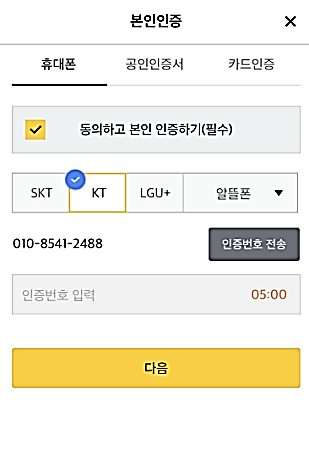 본인인증
휴대폰 공인인증서 카드인증
동의하고 본인 인증하기(필수)
SKT KT LGU+ 알뜰폰
010-8541-2488 인증번호 전송
인증번호 입력 05:00
다음